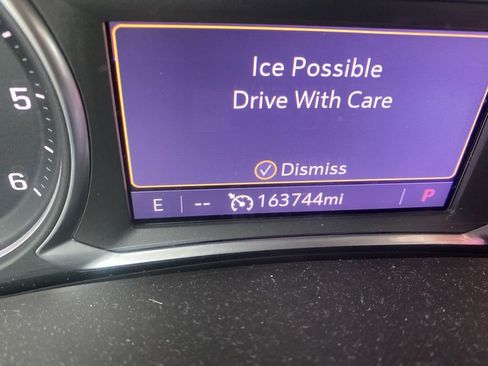 5
6
Ice Possible
Drive With Care
Dismiss
E -- 163744mi P